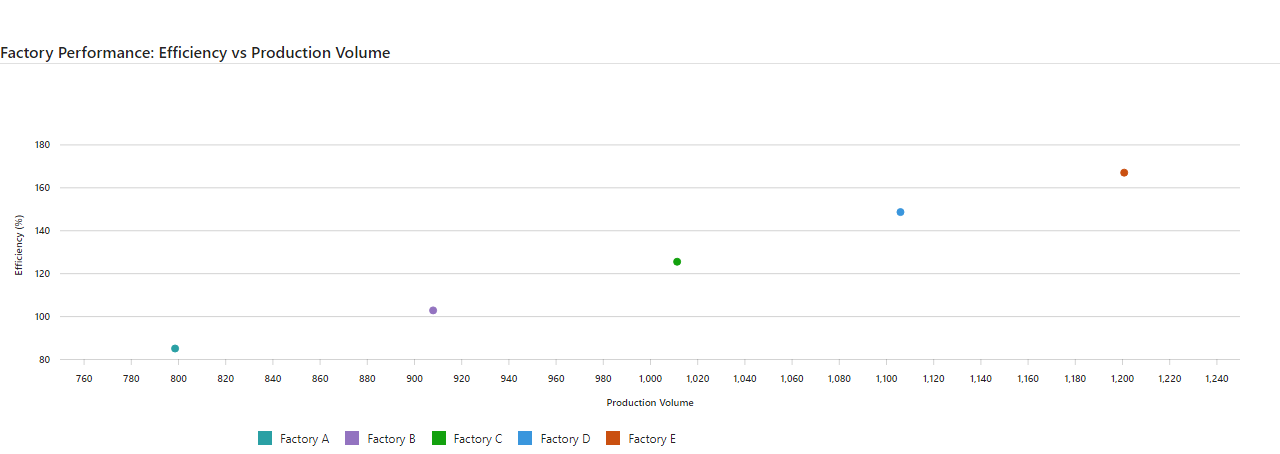 Factory Performance: Efficiency vs Production Volume
180
160
140
120
100
80
Efficiency (%)
760 780 800 820 840 860 880 900 920 940 960 980 1,000 1,020 1,040 1,060 1,080 1,100 1,120 1,140 1,160 1,180 1,200 1,220 1,240
Production Volume
Factory A Factory B Factory C Factory D Factory E